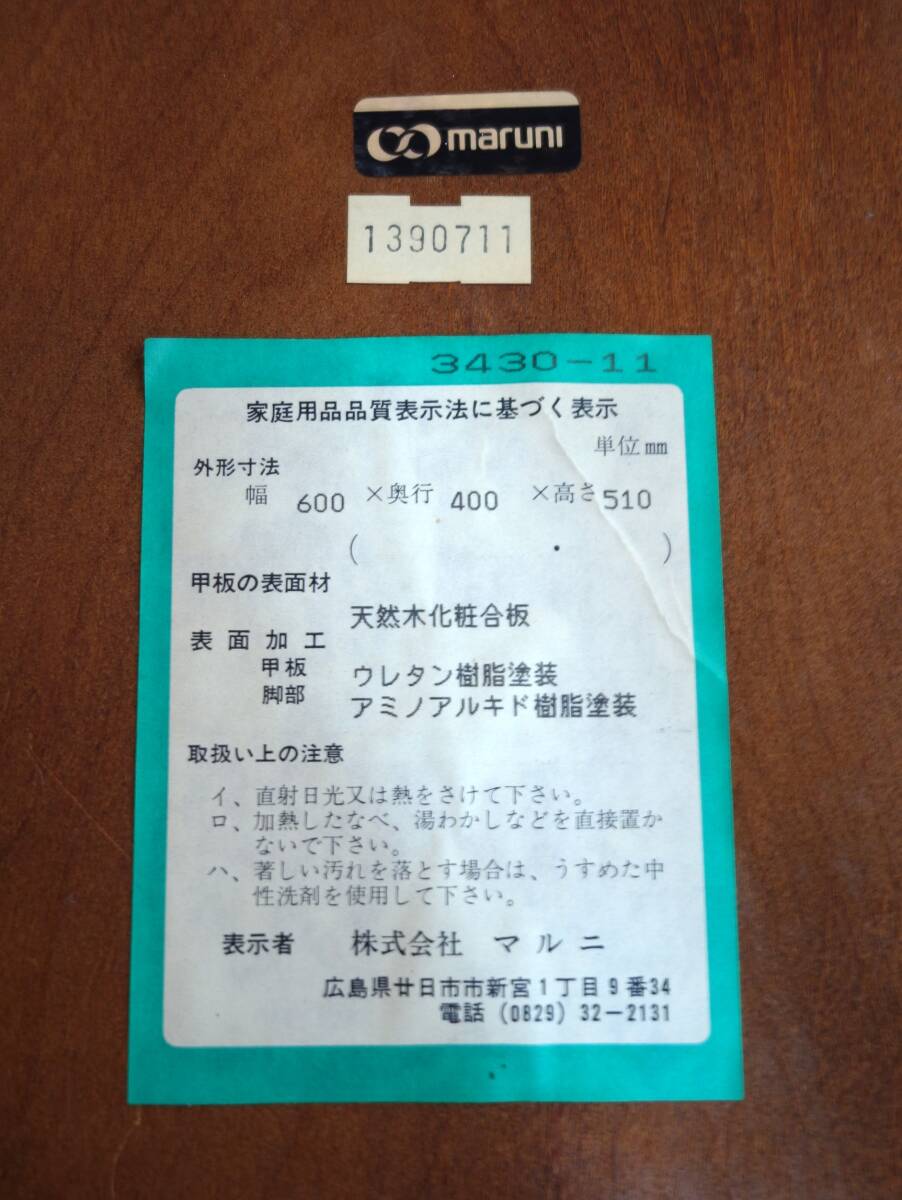 maruni
1390711
3430-11
家庭用品品質表示法に基づく表示
単位mm
外形寸法
幅 600 ×奥行 400 ×高さ510
( ・ )
甲板の表面材
天然木化粧合板
表面加工
甲板 ウレタン樹脂塗装
脚部 アミノアルキド樹脂塗装
取扱い上の注意
イ、直射日光又は熱をさけて下さい。
ロ、加熱したなべ、湯わかしなどを直接置か
ないで下さい。
ハ、著しい汚れを落とす場合は、うすめた中
性洗剤を使用して下さい。
表示者 株式会社 マルニ
広島県廿日市市新宮1丁目9番34
電話(0829)32-2131